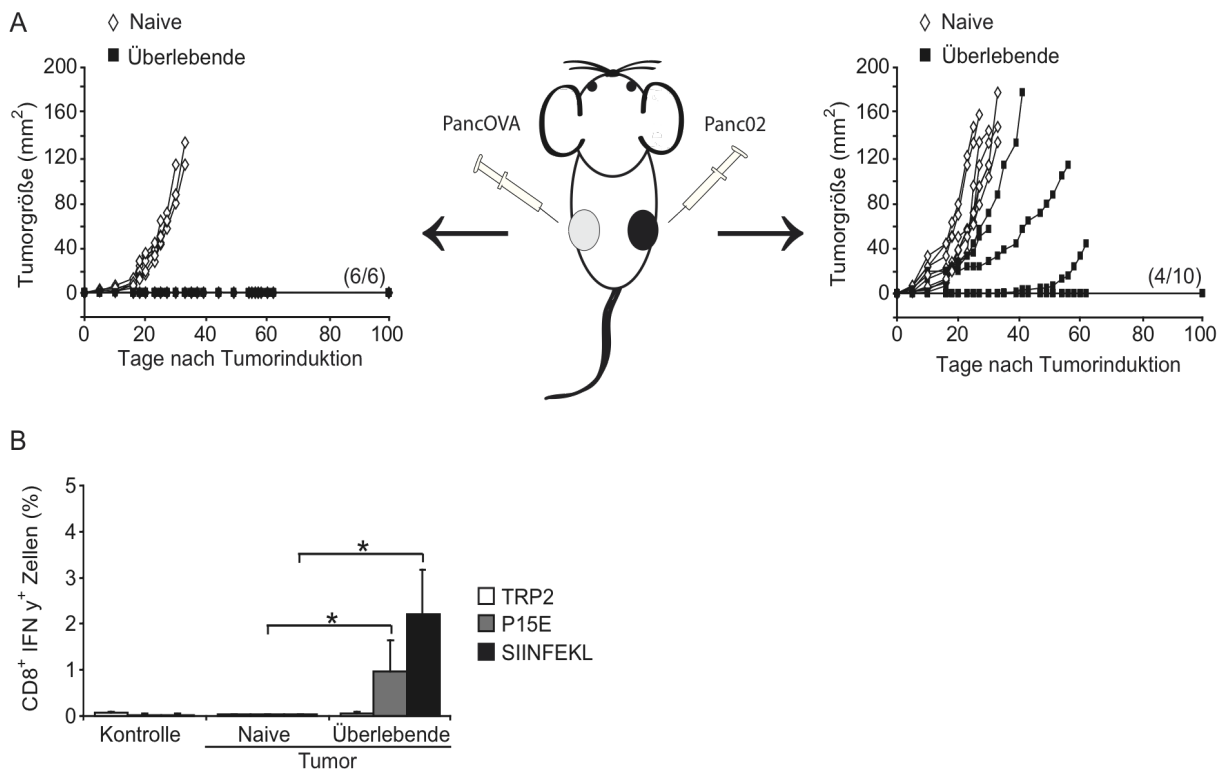 A
Naive
Überlebende
200
160
120
80
40
0
Tumorgröße (mm²)
(6/6)
0 20 40 60 80 100
Tage nach Tumorinduktion
PancOVA
Panc02
Naive
Überlebende
200
160
120
80
40
0
Tumorgröße (mm²)
(4/10)
0 20 40 60 80 100
Tage nach Tumorinduktion
B
5
4
3
2
1
0
CD8⁺ IFN y⁺ Zellen (%)
*
*
TRP2
P15E
SIINFEKL
Kontrolle Naive Überlebende
Tumor